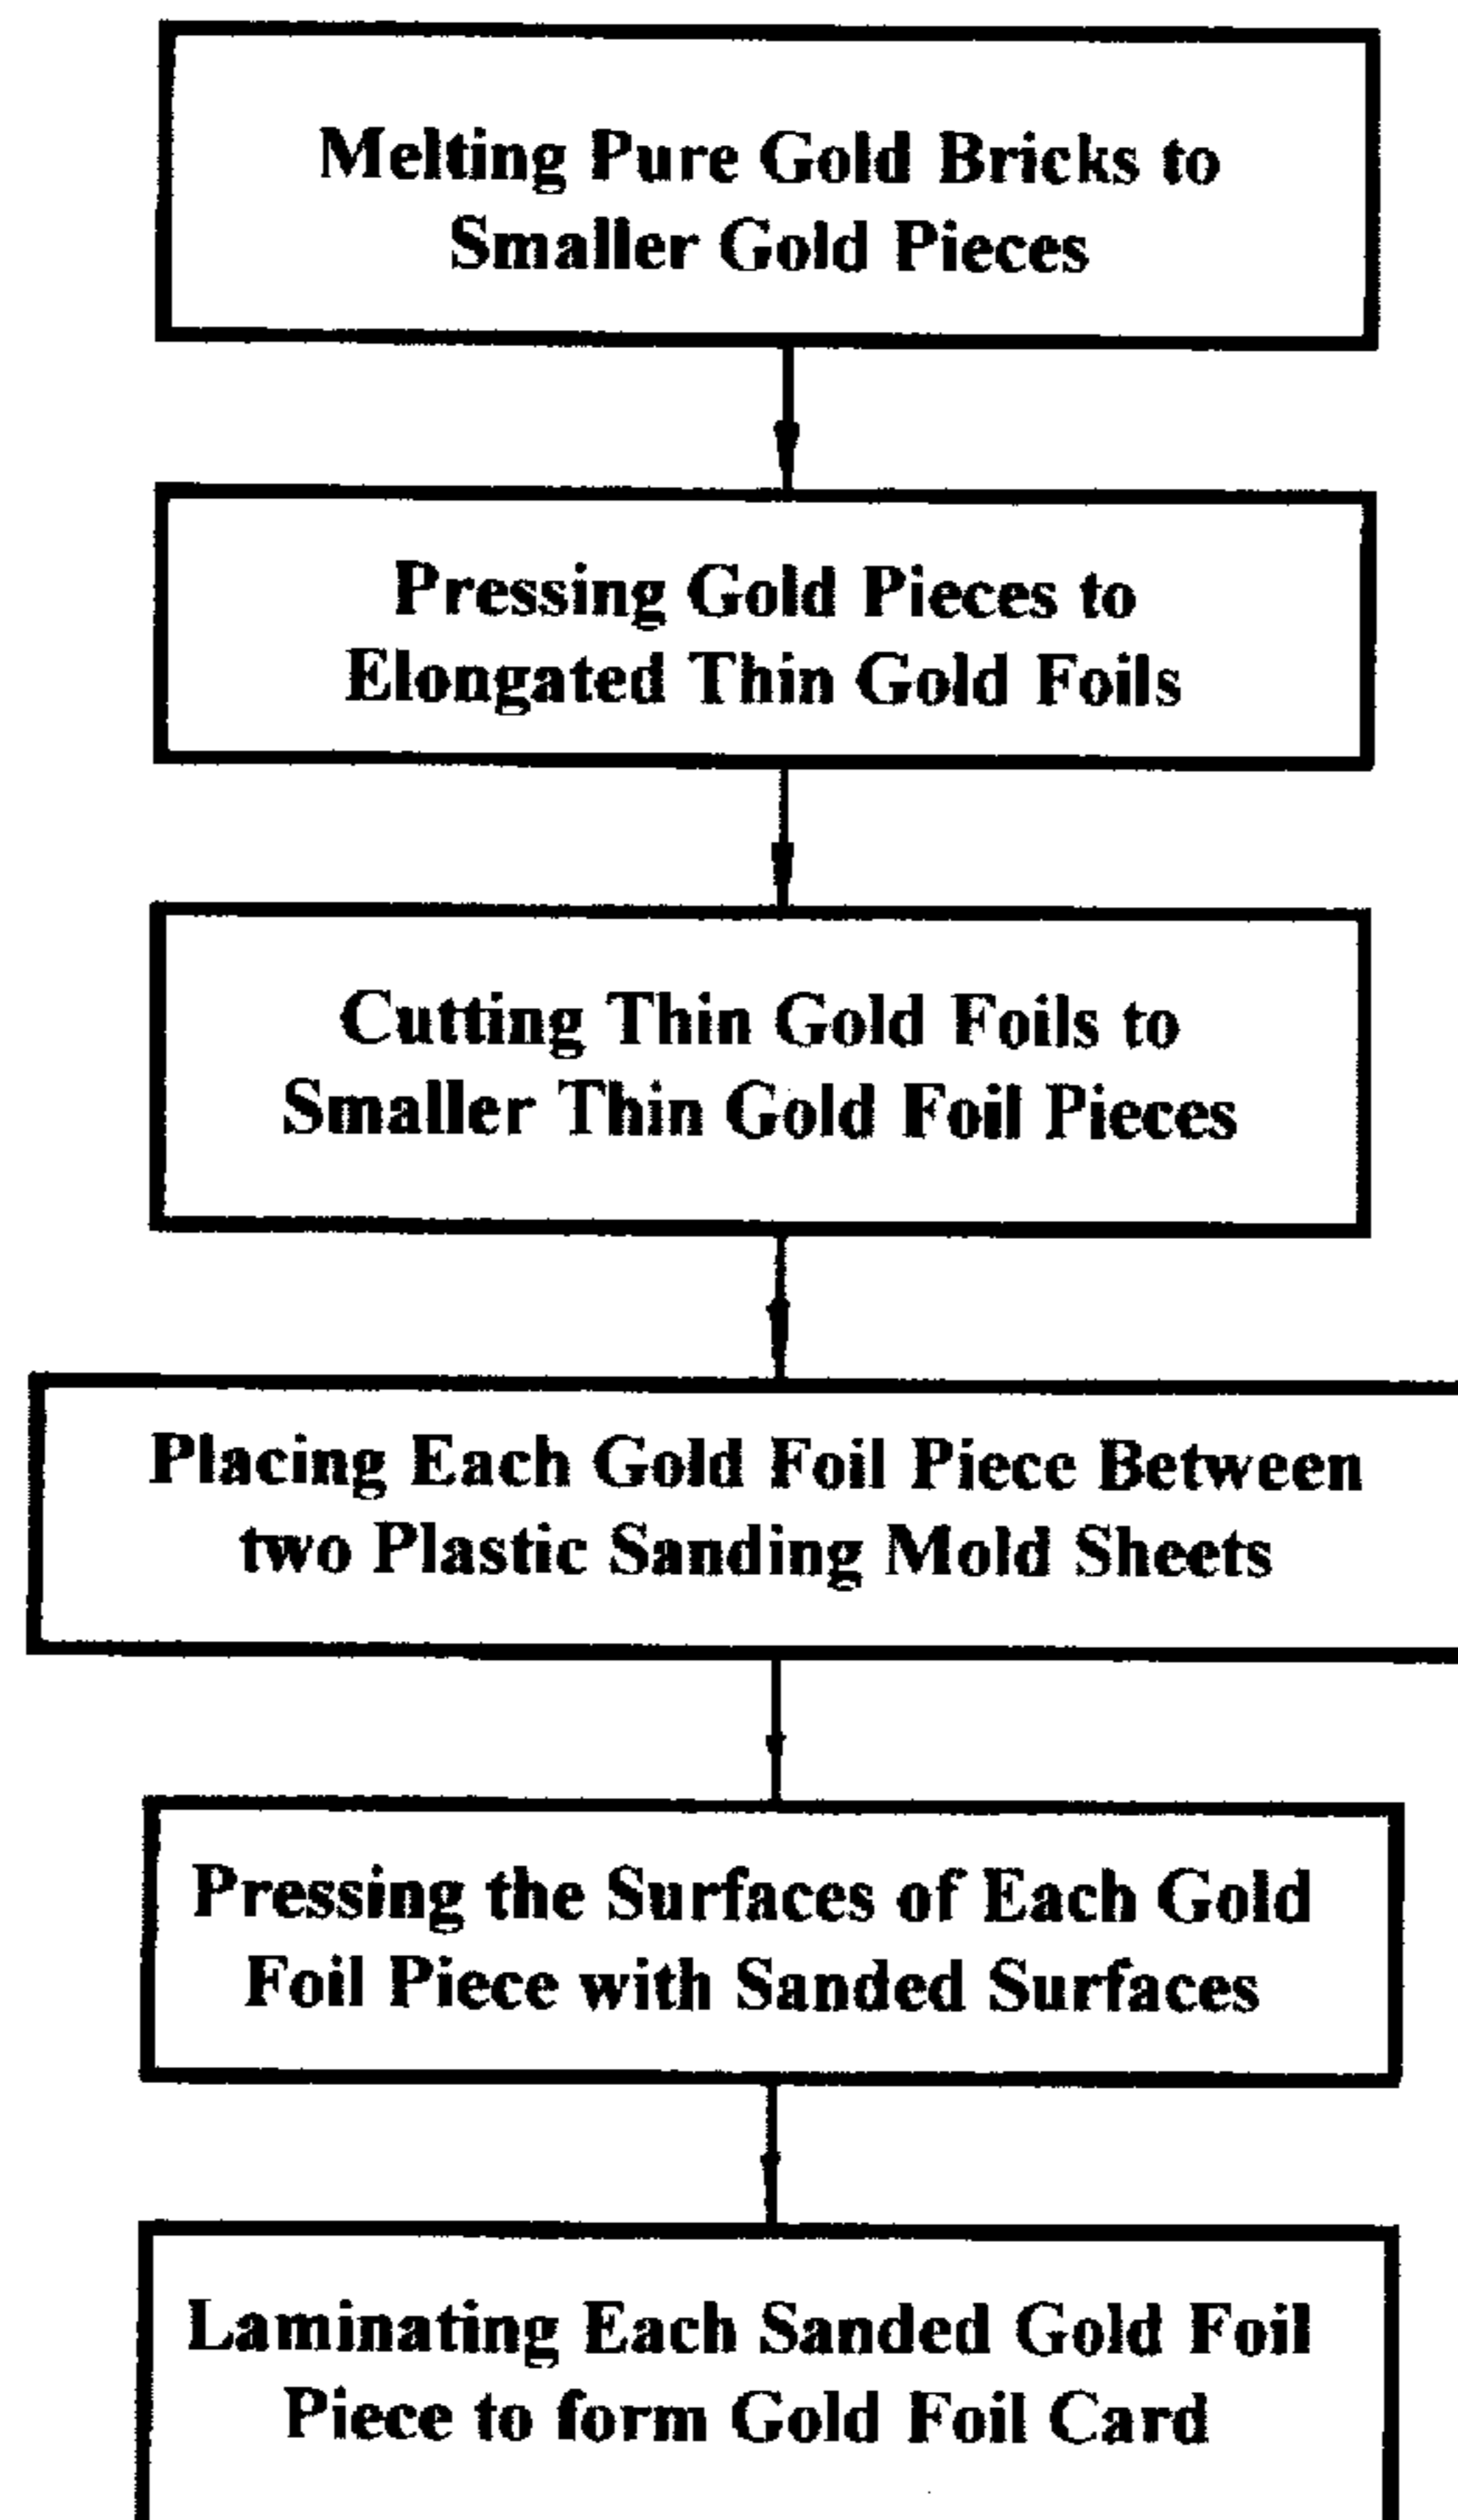 Melting Pure Gold Bricks to
Smaller Gold Pieces
Pressing Gold Pieces to
Elongated Thin Gold Foils
Cutting Thin Gold Foils to
Smaller Thin Gold Foil Pieces
Placing Each Gold Foil Piece Between
two Plastic Sanding Mold Sheets
Pressing the Surfaces of Each Gold
Foil Piece with Sanded Surfaces
Laminating Each Sanded Gold Foil
Piece to form Gold Foil Card